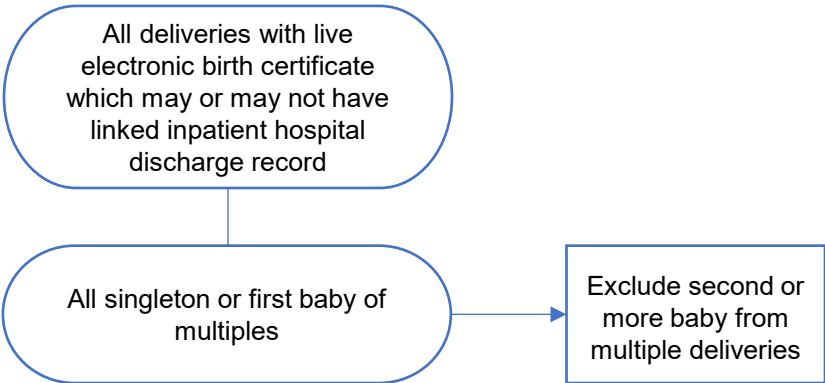 All deliveries with live
electronic birth certificate
which may or may not have
linked inpatient hospital
discharge record
All singleton or first baby of
multiples
Exclude second or
more baby from
multiple deliveries